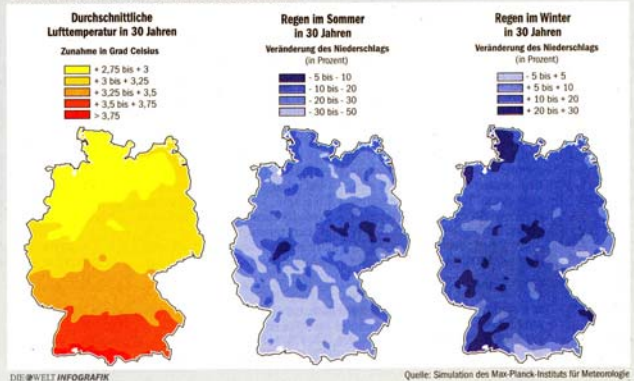 Durchschnittliche
Lufttemperatur in 30 Jahren
Zunahme in Grad Celsius
+ 2,75 bis + 3
+ 3 bis + 3,25
+ 3,25 bis + 3,5
+ 3,5 bis + 3,75
> 3,75
Regen im Sommer
in 30 Jahren
Veränderung des Niederschlags
(in Prozent)
- 5 bis - 10
- 10 bis - 20
- 20 bis - 30
- 30 bis - 50
Regen im Winter
in 30 Jahren
Veränderung des Niederschlags
(in Prozent)
- 5 bis + 5
+ 5 bis + 10
+ 10 bis + 20
+ 20 bis + 30
DIE WELT INFOGRAFIK
Quelle: Simulation des Max-Planck-Instituts für Meteorologie